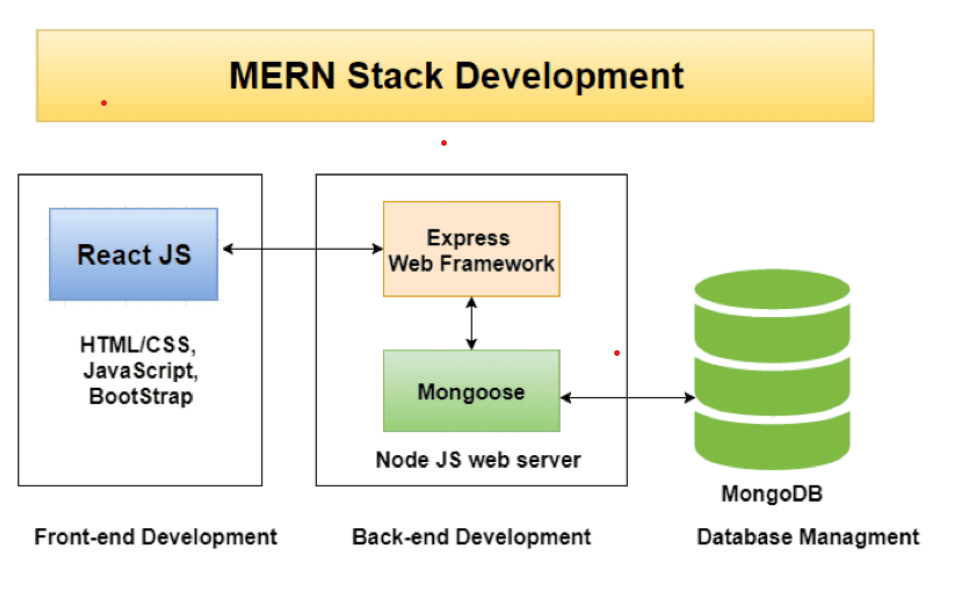 MERN Stack Development
React JS
HTML/CSS,
JavaScript,
BootStrap
Front-end Development
Express
Web Framework
Mongoose
Node JS web server
Back-end Development
MongoDB
Database Managment